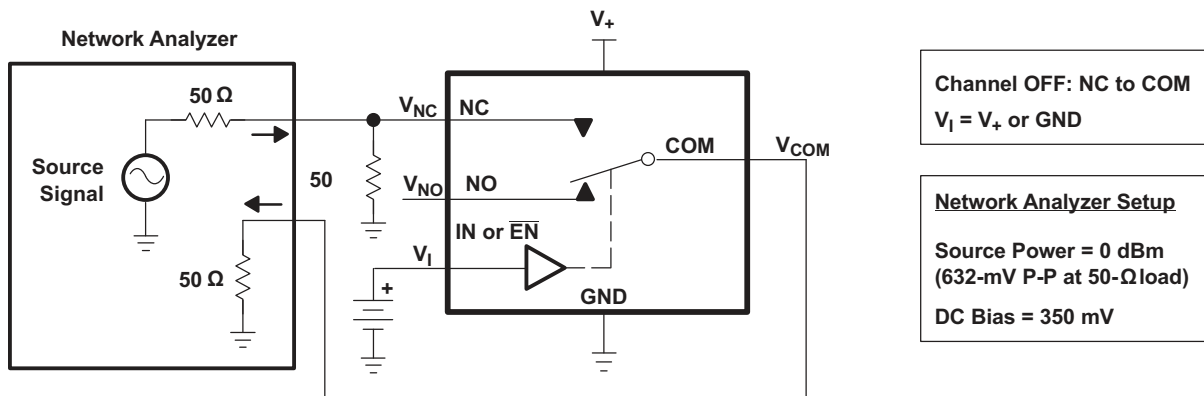 V+
Network Analyzer
50 Ω
VNC
NC
Channel OFF: NC to COM
VI = V+ or GND
COM
VCOM
Source
Signal
50
VNO
NO
Network Analyzer Setup
IN or E̅N̅
Source Power = 0 dBm
(632-mV P-P at 50-Ω load)
VI
50 Ω
+
GND
DC Bias = 350 mV